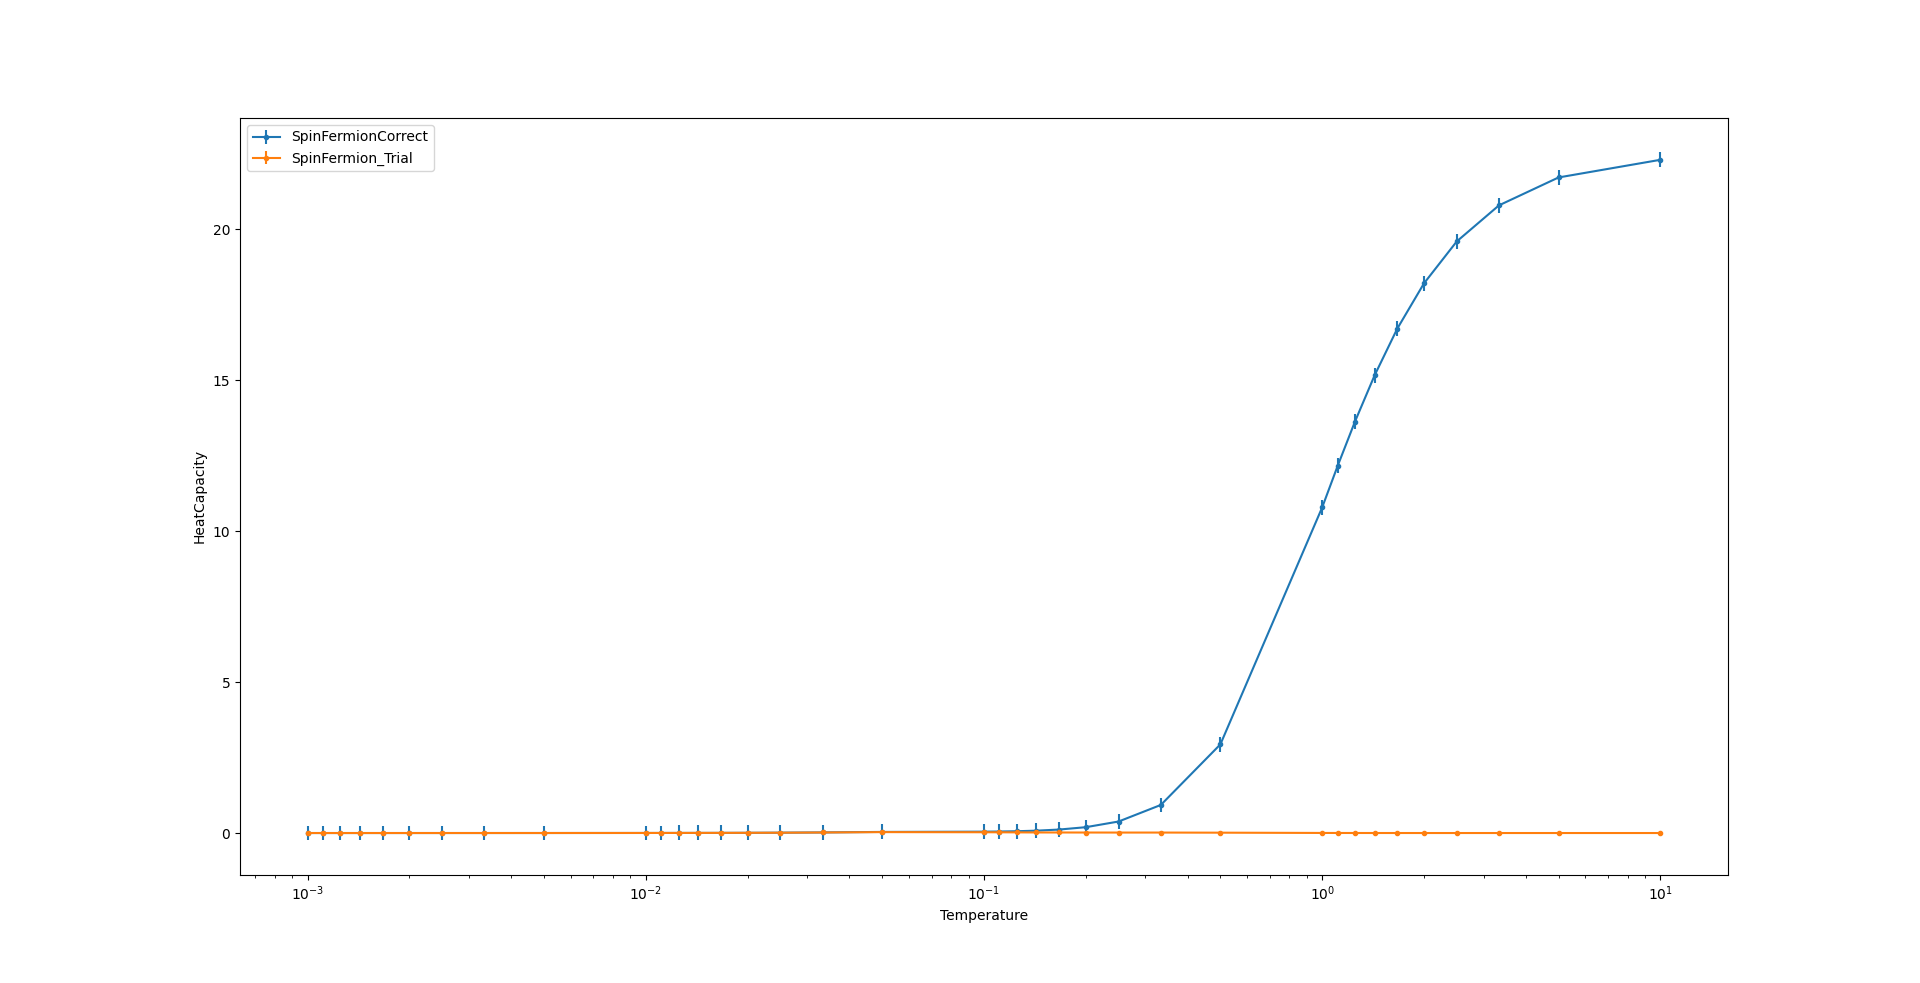 SpinFermionCorrect
SpinFermion_Trial
HeatCapacity
20
15
10
5
0
10⁻³
10⁻²
10⁻¹
10⁰
10¹
Temperature